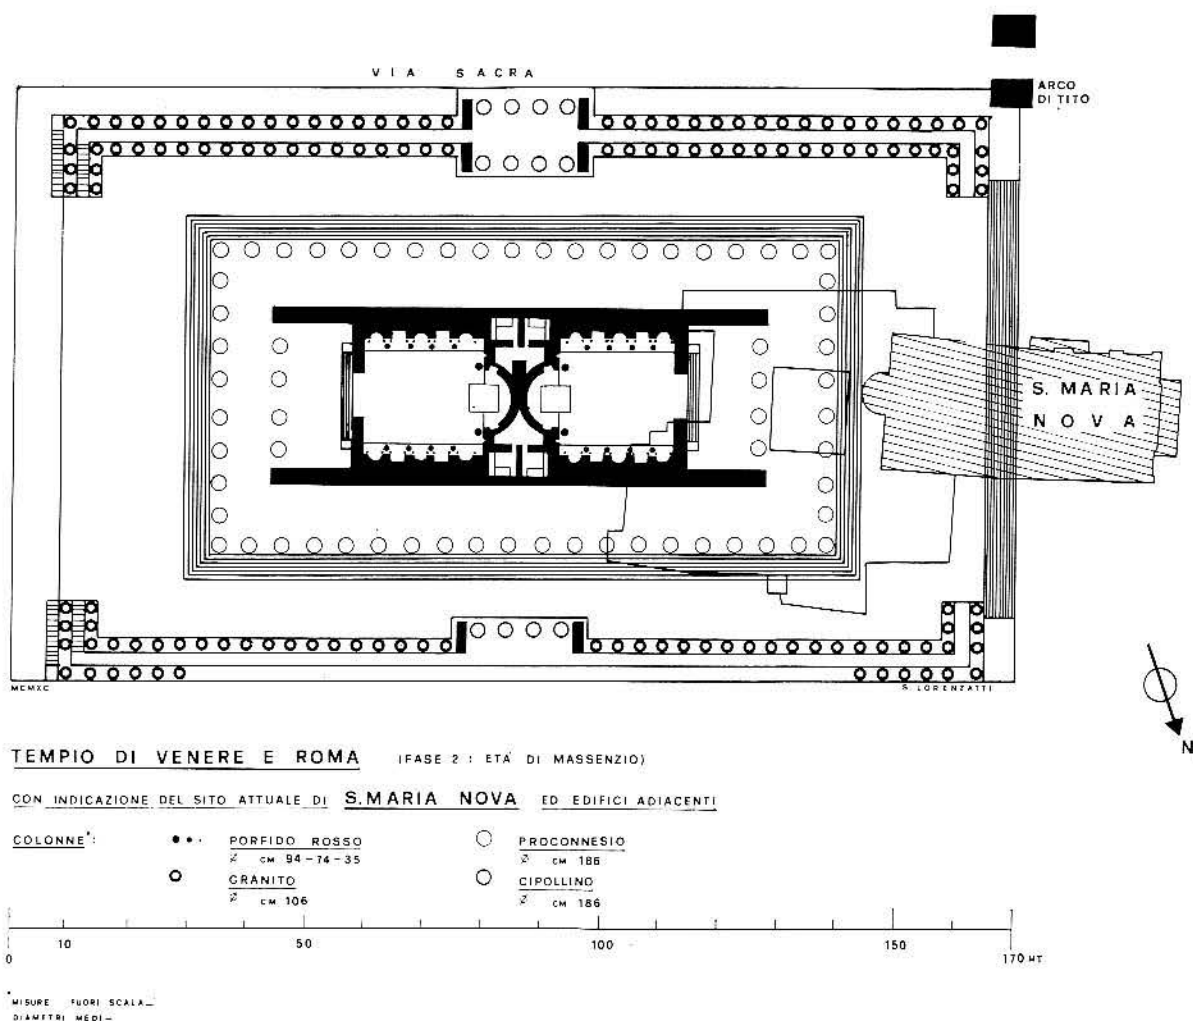 VIA SACRA
ARCO
DI TITO
S. MARIA
NOVA
MCMXC
S. LORENZATTI
N
TEMPIO DI VENERE E ROMA (FASE 2 : ETÀ DI MASSENZIO)
CON INDICAZIONE DEL SITO ATTUALE DI S.MARIA NOVA ED EDIFICI ADIACENTI
COLONNE*:
PORFIDO ROSSO
Ø CM 94-74-35
GRANITO
Ø CM 106
PROCONNESIO
Ø CM 186
CIPOLLINO
Ø CM 186
0 10 50 100 150 170 MT
*MISURE FUORI SCALA_
DIAMETRI MEDI_